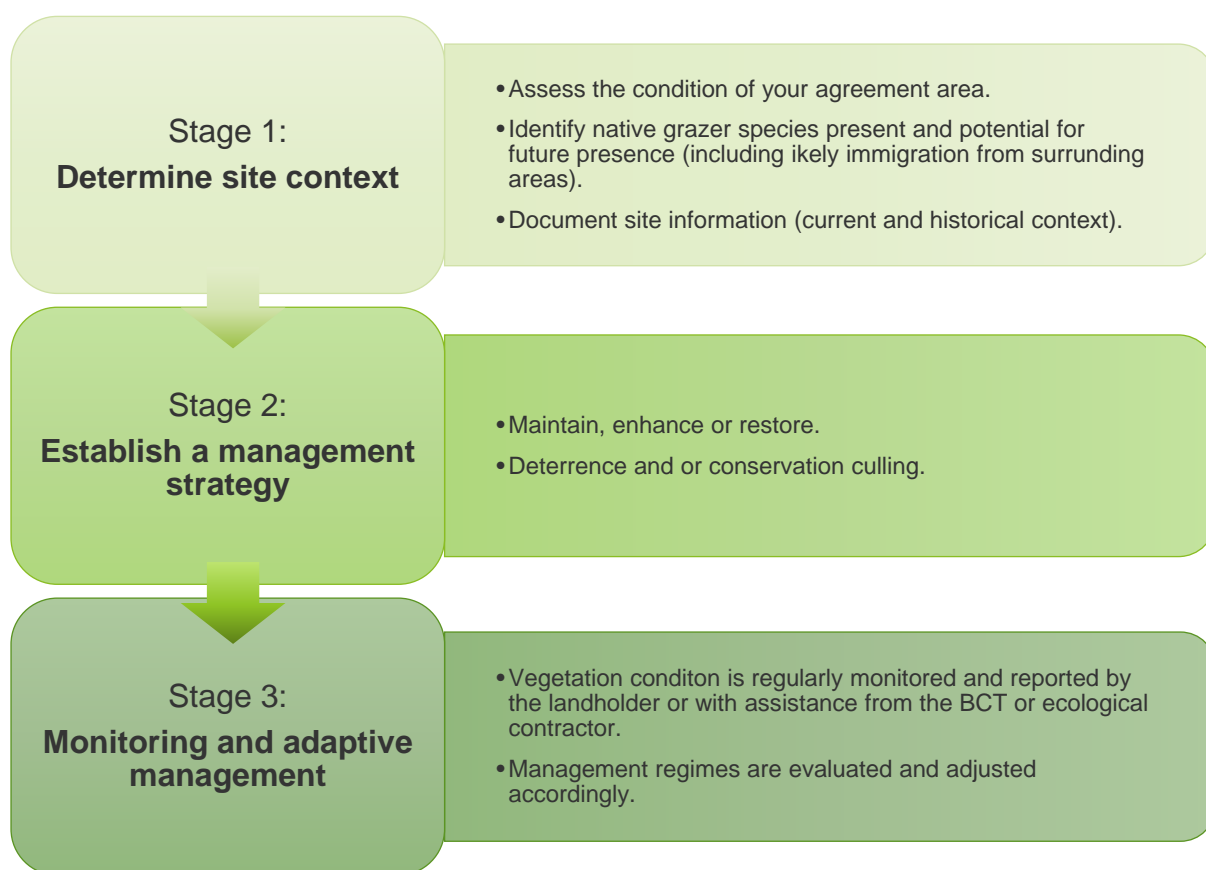 Stage 1:
Determine site context
•Assess the condition of your agreement area.
•Identify native grazer species present and potential for
future presence (including ikely immigration from surrunding
areas).
•Document site information (current and historical context).
Stage 2:
Establish a management
strategy
•Maintain, enhance or restore.
•Deterrence and or conservation culling.
Stage 3:
Monitoring and adaptive
management
•Vegetation conditon is regularly monitored and reported by
the landholder or with assistance from the BCT or ecological
contractor.
•Management regimes are evaluated and adjusted
accordingly.